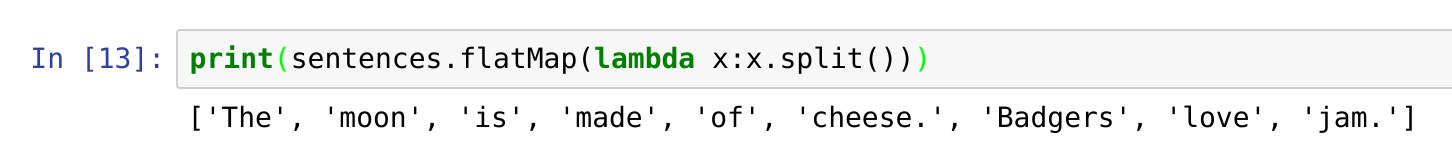 In [13]: print(sentences.flatMap(lambda x:x.split()))
['The', 'moon', 'is', 'made', 'of', 'cheese.', 'Badgers', 'love', 'jam.']